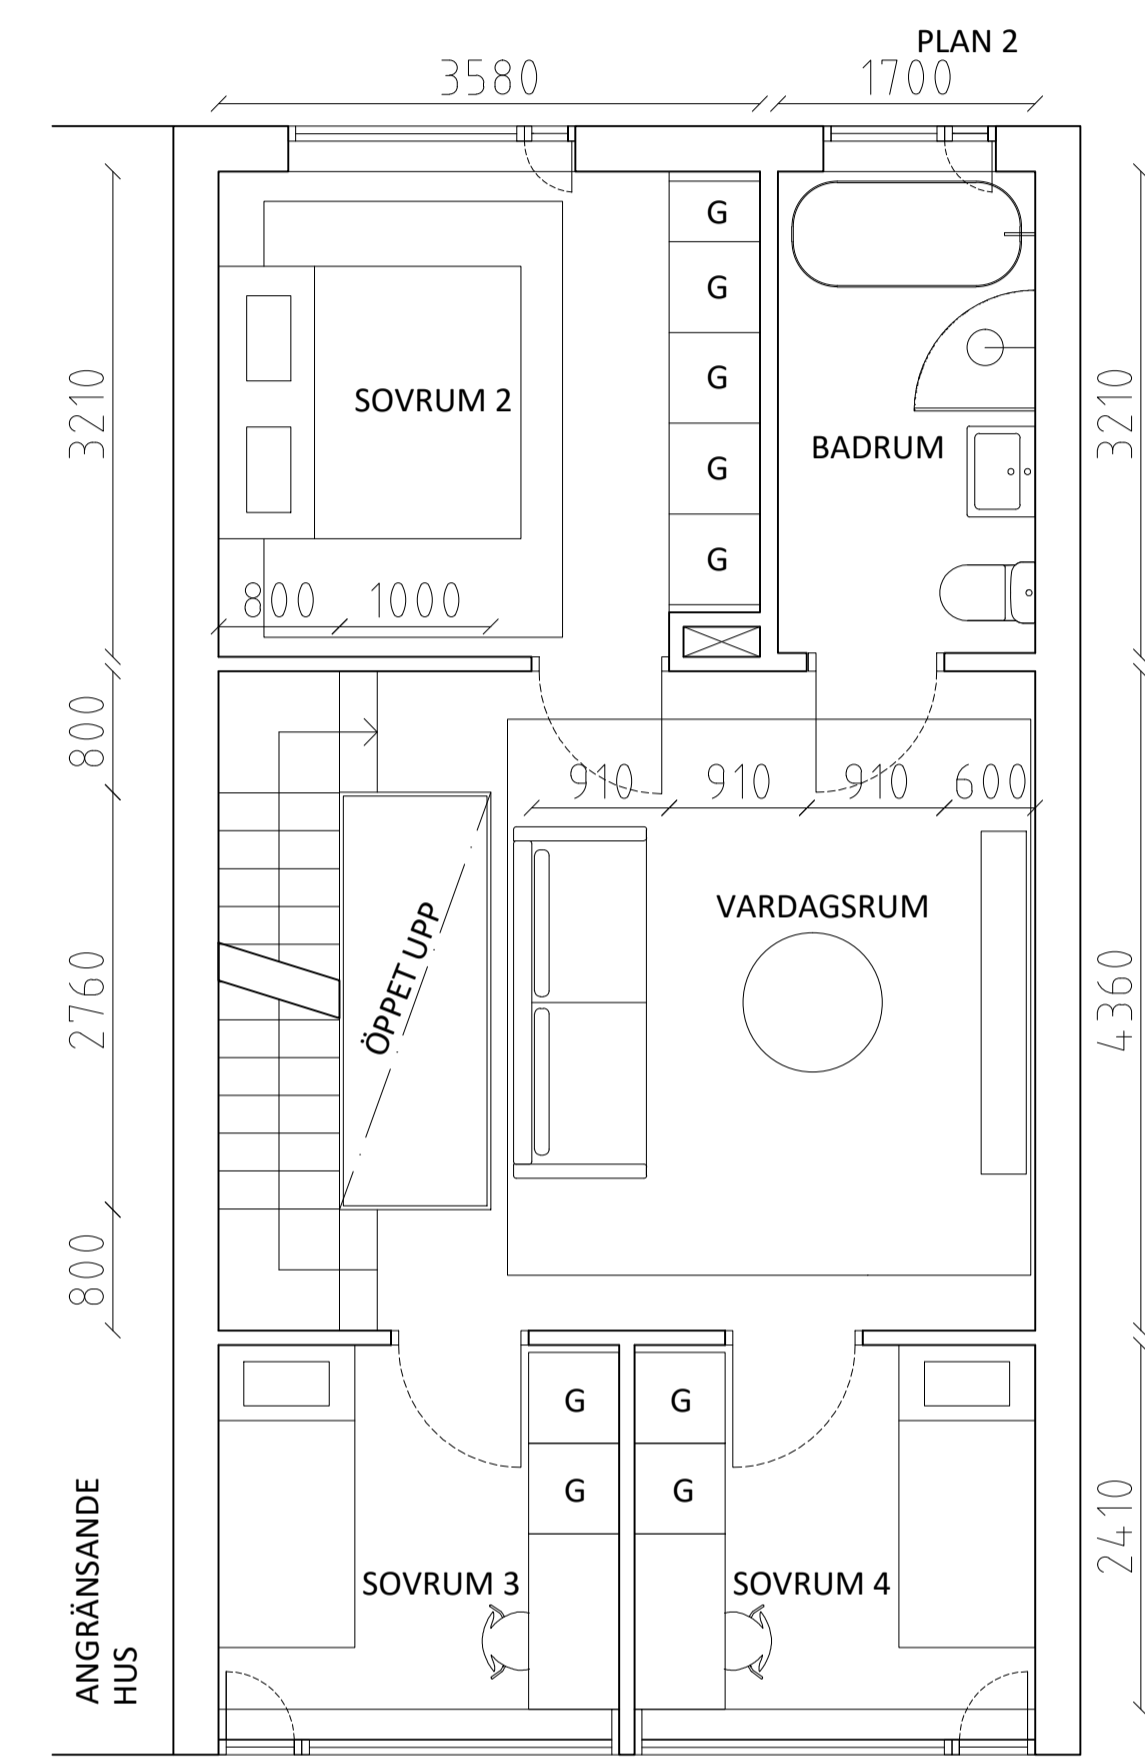 PLAN 2
3580
1700
G
G
SOVRUM 2
G
3210
3210
BADRUM
G
G
800
1000
800
910
910
910
600
VARDAGSRUM
ÖPPET UPP
2760
4360
800
G
G
G
G
2410
SOVRUM 3
SOVRUM 4
ANGRÄNSANDE
HUS